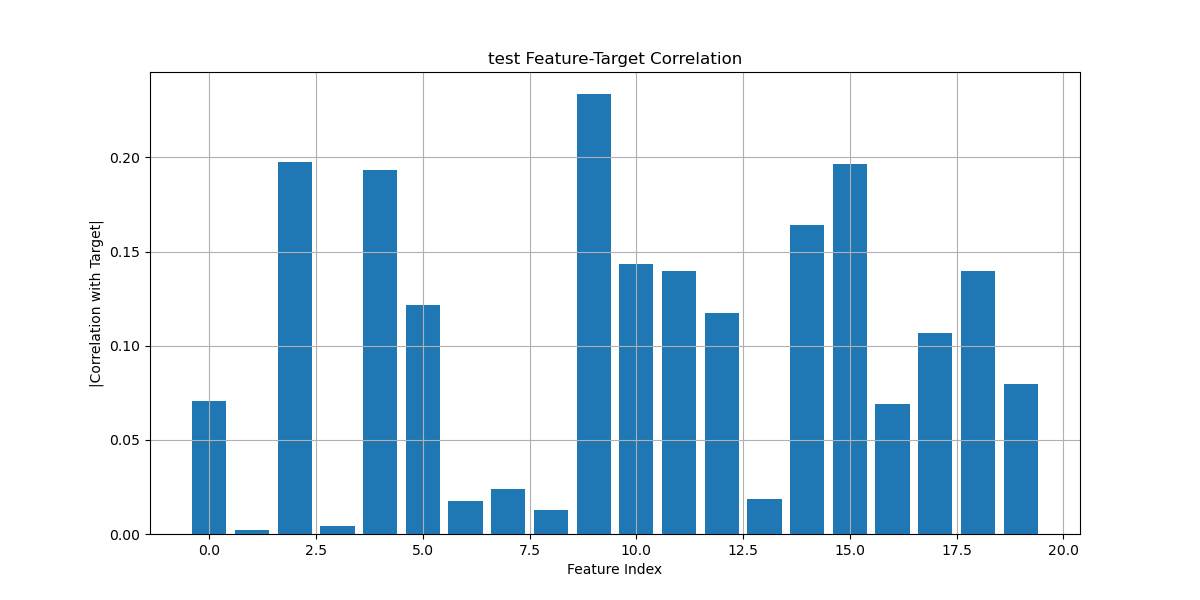 test Feature-Target Correlation
|Correlation with Target|
0.20
0.15
0.10
0.05
0.00
0.0 2.5 5.0 7.5 10.0 12.5 15.0 17.5 20.0
Feature Index